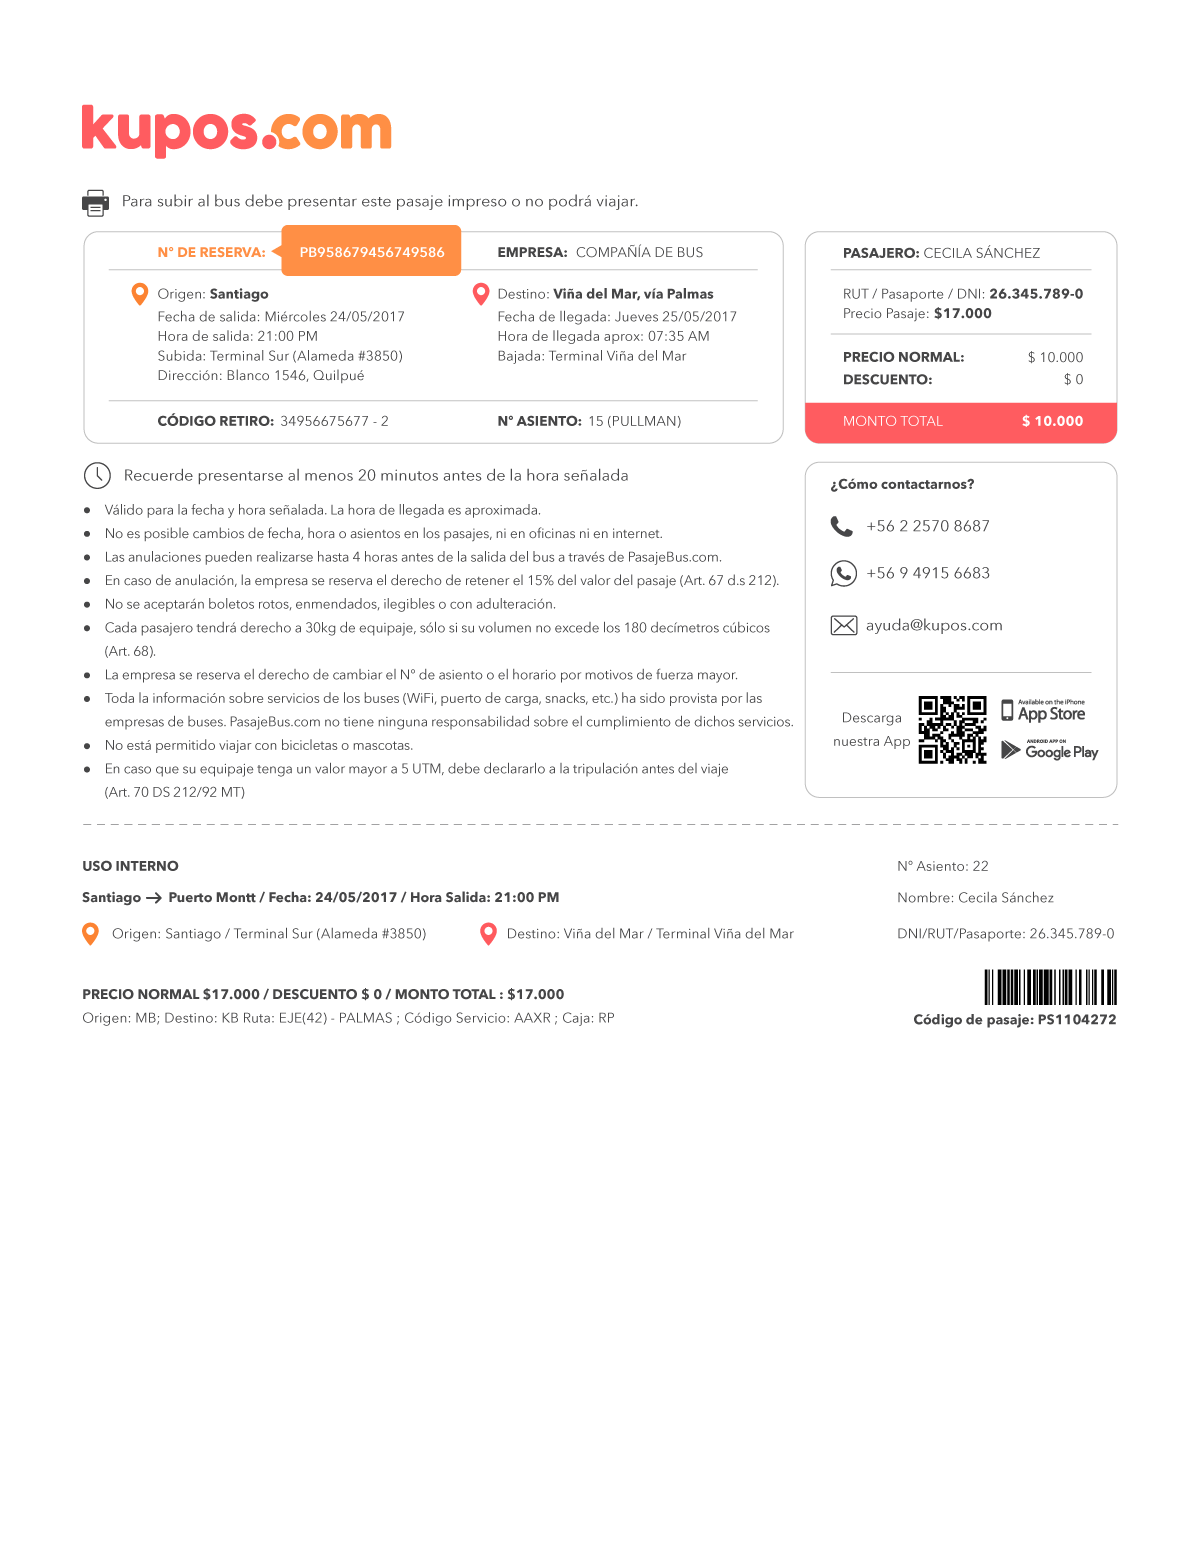 kupos.com
Para subir al bus debe presentar este pasaje impreso o no podrá viajar.
N° DE RESERVA: PB958679456749586
EMPRESA: COMPAÑÍA DE BUS
Origen: Santiago
Fecha de salida: Miércoles 24/05/2017
Hora de salida: 21:00 PM
Subida: Terminal Sur (Alameda #3850)
Dirección: Blanco 1546, Quilpué
Destino: Viña del Mar, vía Palmas
Fecha de llegada: Jueves 25/05/2017
Hora de llegada aprox: 07:35 AM
Bajada: Terminal Viña del Mar
CÓDIGO RETIRO: 34956675677 - 2
N° ASIENTO: 15 (PULLMAN)
PASAJERO: CECILA SÁNCHEZ
RUT / Pasaporte / DNI: 26.345.789-0
Precio Pasaje: $17.000
PRECIO NORMAL: $ 10.000
DESCUENTO: $ 0
MONTO TOTAL $ 10.000
Recuerde presentarse al menos 20 minutos antes de la hora señalada
● Válido para la fecha y hora señalada. La hora de llegada es aproximada.
● No es posible cambios de fecha, hora o asientos en los pasajes, ni en oficinas ni en internet.
● Las anulaciones pueden realizarse hasta 4 horas antes de la salida del bus a través de PasajeBus.com.
● En caso de anulación, la empresa se reserva el derecho de retener el 15% del valor del pasaje (Art. 67 d.s 212).
● No se aceptarán boletos rotos, enmendados, ilegibles o con adulteración.
● Cada pasajero tendrá derecho a 30kg de equipaje, sólo si su volumen no excede los 180 decímetros cúbicos
(Art. 68).
● La empresa se reserva el derecho de cambiar el N° de asiento o el horario por motivos de fuerza mayor.
● Toda la información sobre servicios de los buses (WiFi, puerto de carga, snacks, etc.) ha sido provista por las
empresas de buses. PasajeBus.com no tiene ninguna responsabilidad sobre el cumplimiento de dichos servicios.
● No está permitido viajar con bicicletas o mascotas.
● En caso que su equipaje tenga un valor mayor a 5 UTM, debe declararlo a la tripulación antes del viaje
(Art. 70 DS 212/92 MT)
¿Cómo contactarnos?
+56 2 2570 8687
+56 9 4915 6683
ayuda@kupos.com
Descarga
nuestra App
Available on the iPhone
App Store
ANDROID APP ON
Google Play
USO INTERNO
Santiago → Puerto Montt / Fecha: 24/05/2017 / Hora Salida: 21:00 PM
Origen: Santiago / Terminal Sur (Alameda #3850)
Destino: Viña del Mar / Terminal Viña del Mar
N° Asiento: 22
Nombre: Cecila Sánchez
DNI/RUT/Pasaporte: 26.345.789-0
PRECIO NORMAL $17.000 / DESCUENTO $ 0 / MONTO TOTAL : $17.000
Origen: MB; Destino: KB Ruta: EJE(42) - PALMAS ; Código Servicio: AAXR ; Caja: RP
Código de pasaje: PS1104272